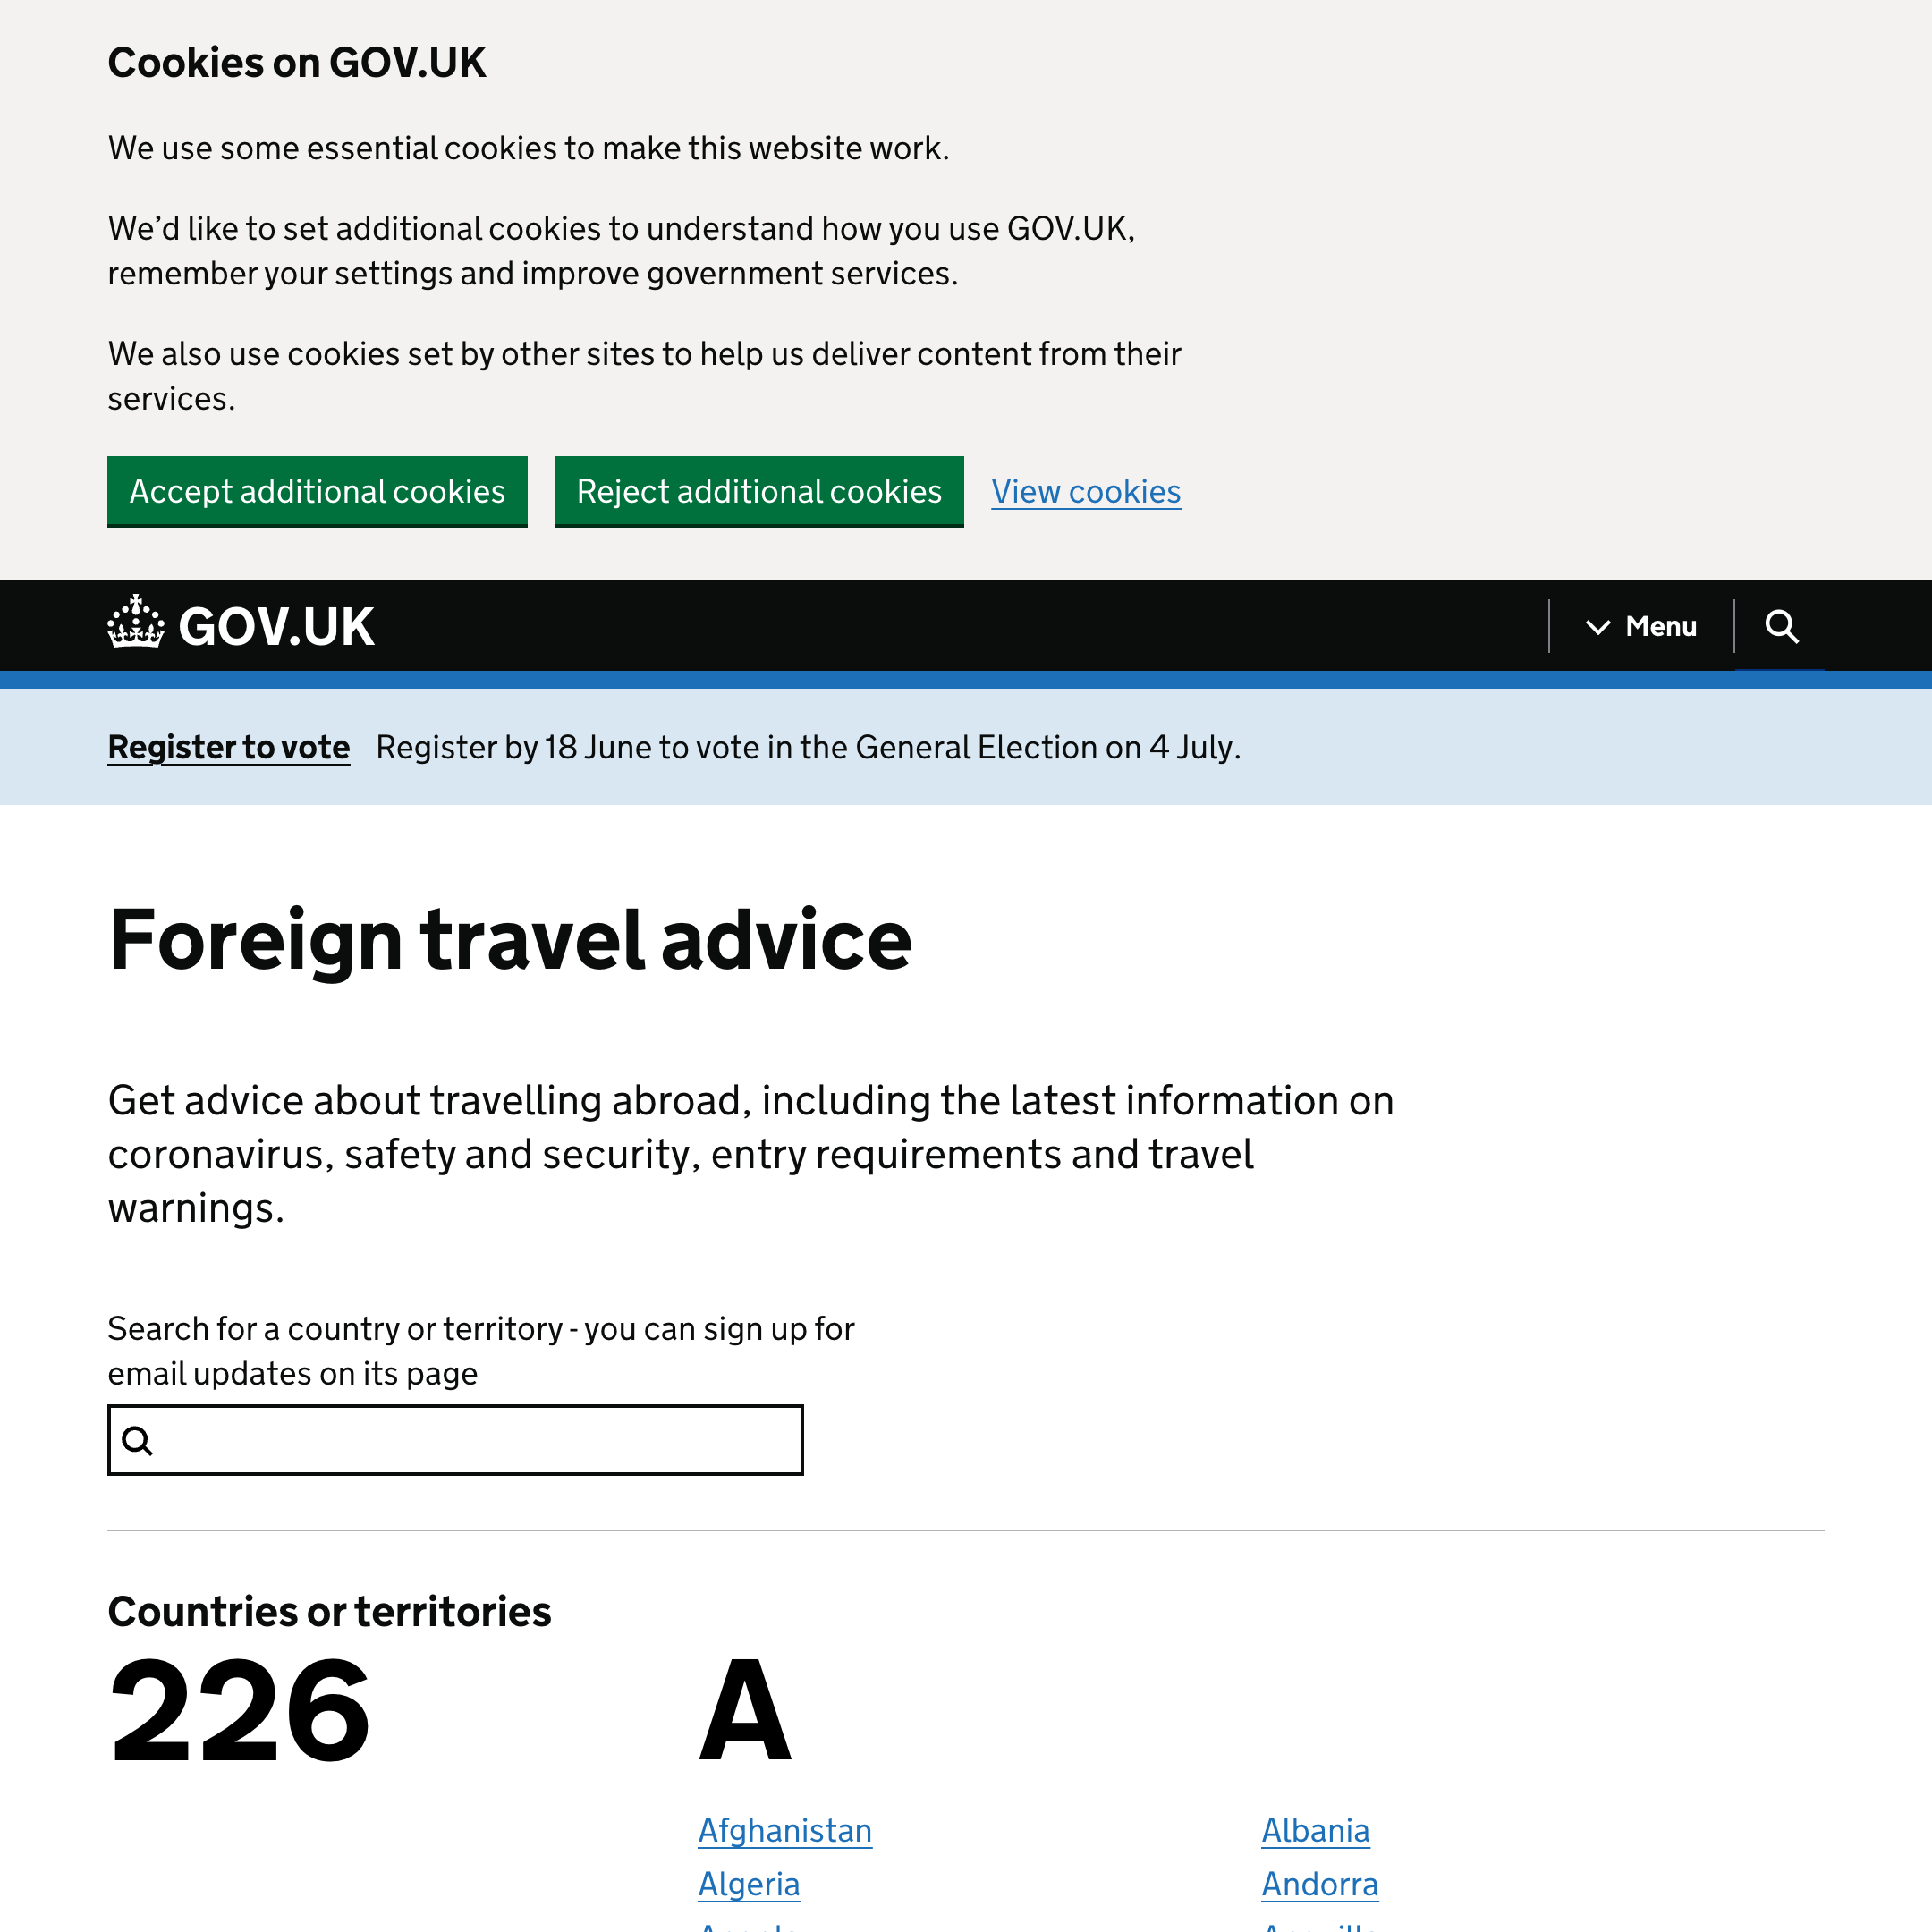 Cookies on GOV.UK
We use some essential cookies to make this website work.
We’d like to set additional cookies to understand how you use GOV.UK,
remember your settings and improve government services.
We also use cookies set by other sites to help us deliver content from their
services.
Accept additional cookies Reject additional cookies View cookies
GOV.UK Menu
Register to vote Register by 18 June to vote in the General Election on 4 July.
Foreign travel advice
Get advice about travelling abroad, including the latest information on
coronavirus, safety and security, entry requirements and travel
warnings.
Search for a country or territory - you can sign up for
email updates on its page
Countries or territories
226 A
Afghanistan Albania
Algeria Andorra